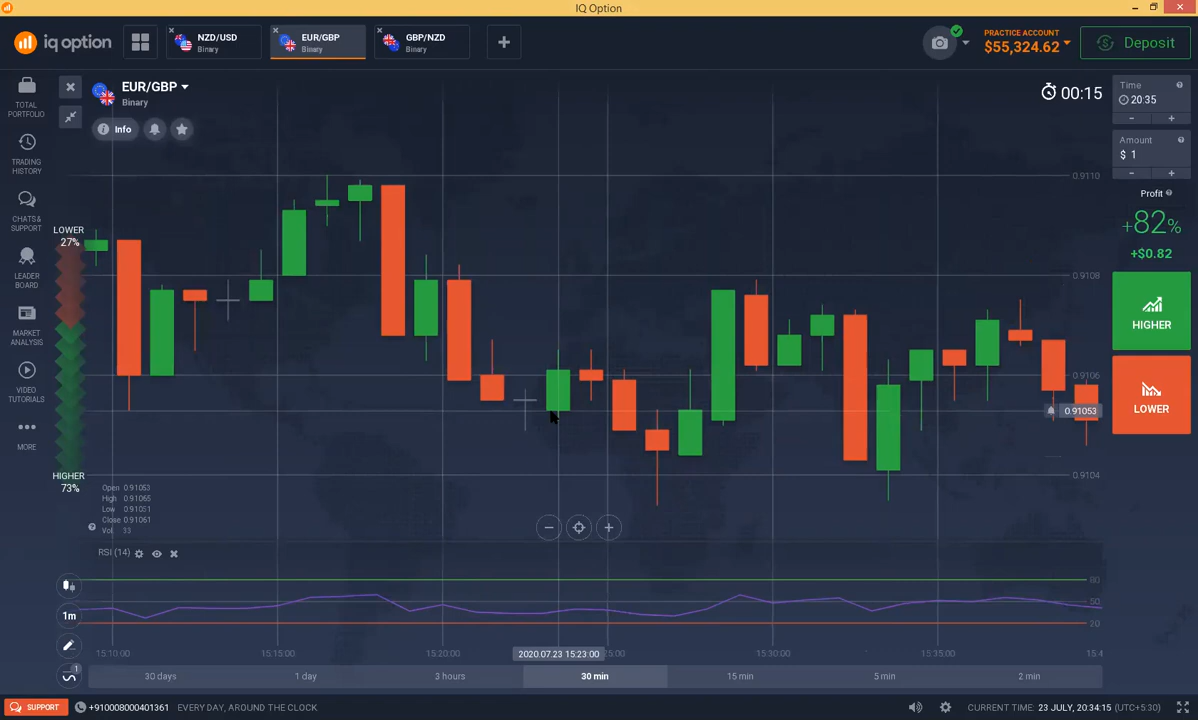 IQ Option
iq option
NZD/USD
Binary
EUR/GBP
Binary
GBP/NZD
Binary
PRACTICE ACCOUNT
$55,324.62
Deposit
EUR/GBP
Binary
Info
00:15
Time
20:35
Amount
$ 1
Profit
+82%
+$0.82
HIGHER
LOWER
TOTAL
PORTFOLIO
TRADING
HISTORY
CHATS &
SUPPORT
LEADER
BOARD
MARKET
ANALYSIS
VIDEO
TUTORIALS
MORE
LOWER
27%
HIGHER
73%
0.9110
0.9108
0.9106
0.91053
0.9104
Open 0.91053
High 0.91065
Low 0.91051
Close 0.91061
Vol 33
RSI (14)
80
50
20
1m
1
15:10:00
15:15:00
15:20:00
2020.07.23 15:23:00
25:00
15:30:00
15:35:00
15:4
30 days
1 day
3 hours
30 min
15 min
5 min
2 min
SUPPORT
+910008000401361
EVERY DAY, AROUND THE CLOCK
CURRENT TIME: 23 JULY, 20:34:15 (UTC+5:30)